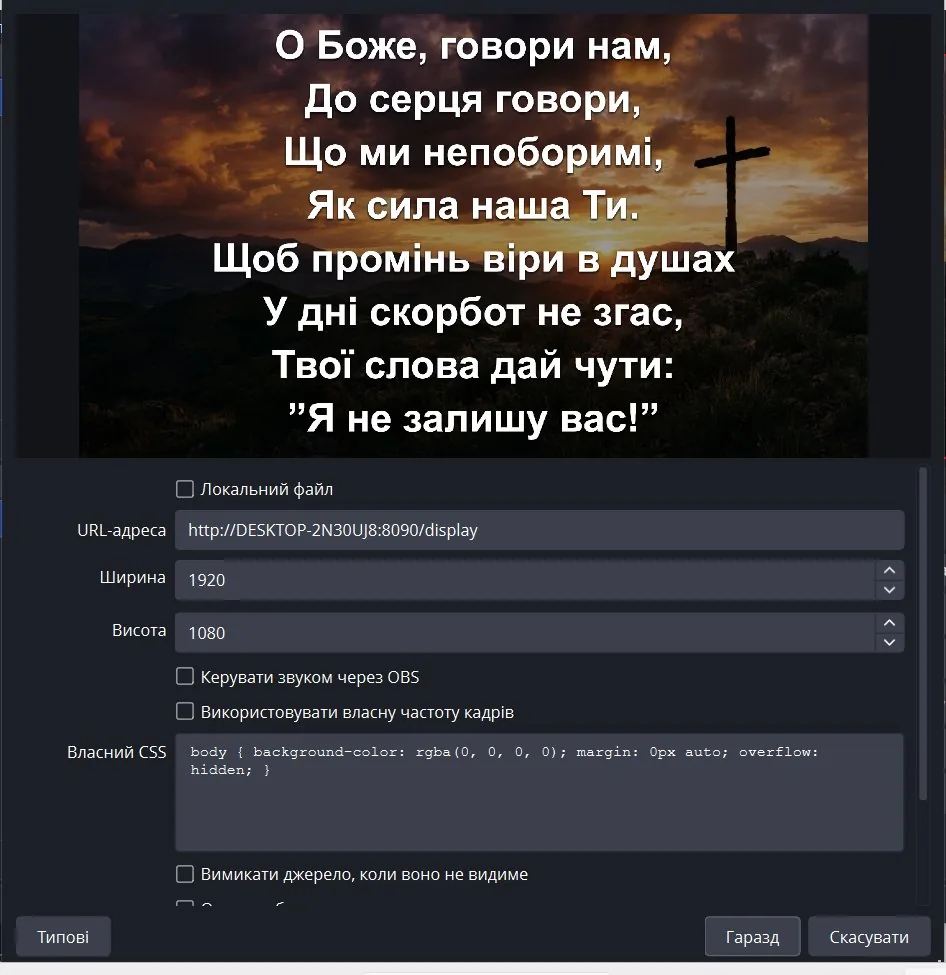 О Боже, говори нам,
До серця говори,
Що ми непоборимі,
Як сила наша Ти.
Щоб промінь віри в душах
У дні скорбот не згас,
Твої слова дай чути:
”Я не залишу вас!”
Локальний файл
URL-адреса
http://DESKTOP-2N30UJ8:8090/display
Ширина
1920
Висота
1080
Керувати звуком через OBS
Використовувати власну частоту кадрів
Власний CSS
body { background-color: rgba(0, 0, 0, 0); margin: 0px auto; overflow:
hidden; }
Вимикати джерело, коли воно не видиме
Типові
Гаразд
Скасувати